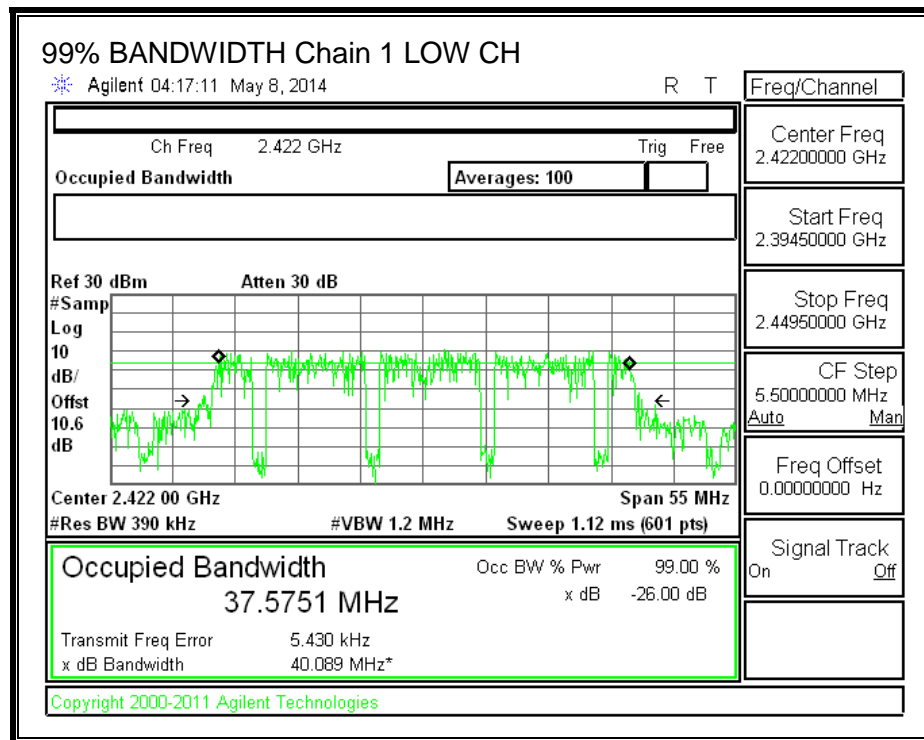 99% BANDWIDTH Chain 1 LOW CH
Agilent 04:17:11 May 8, 2014 R T
Ch Freq 2.422 GHz Trig Free
Occupied Bandwidth Averages: 100
Ref 30 dBm Atten 30 dB
#Samp
Log
10
dB/
Offst
10.6
dB
Center 2.422 00 GHz Span 55 MHz
#Res BW 390 kHz #VBW 1.2 MHz Sweep 1.12 ms (601 pts)
Occupied Bandwidth Occ BW % Pwr 99.00 %
37.5751 MHz x dB -26.00 dB
Transmit Freq Error 5.430 kHz
x dB Bandwidth 40.089 MHz*
Copyright 2000-2011 Agilent Technologies
Freq/Channel
Center Freq
2.42200000 GHz
Start Freq
2.39450000 GHz
Stop Freq
2.44950000 GHz
CF Step
5.50000000 MHz
Auto Man
Freq Offset
0.00000000 Hz
Signal Track
On Off